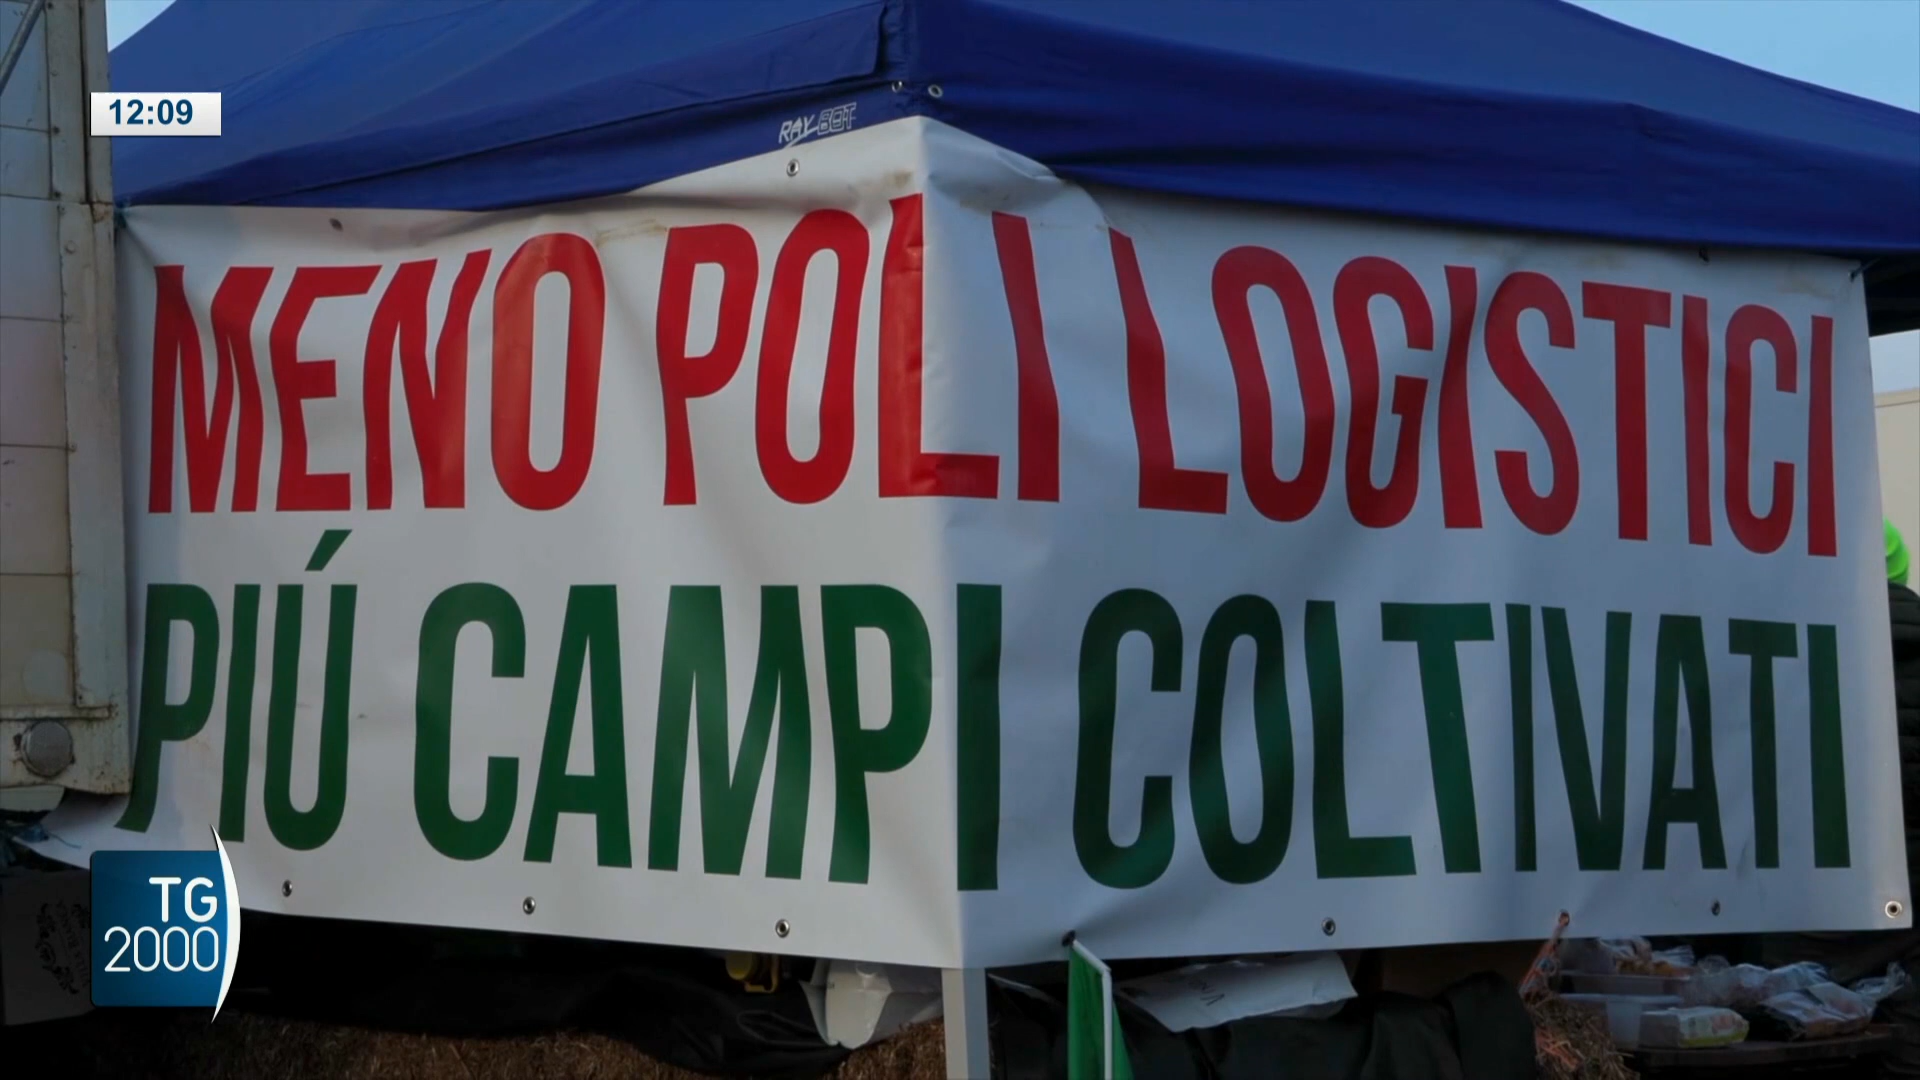 12:09
RAY BOT
MENO POLI LOGISTICI
PIÚ CAMPI COLTIVATI
TG
2000